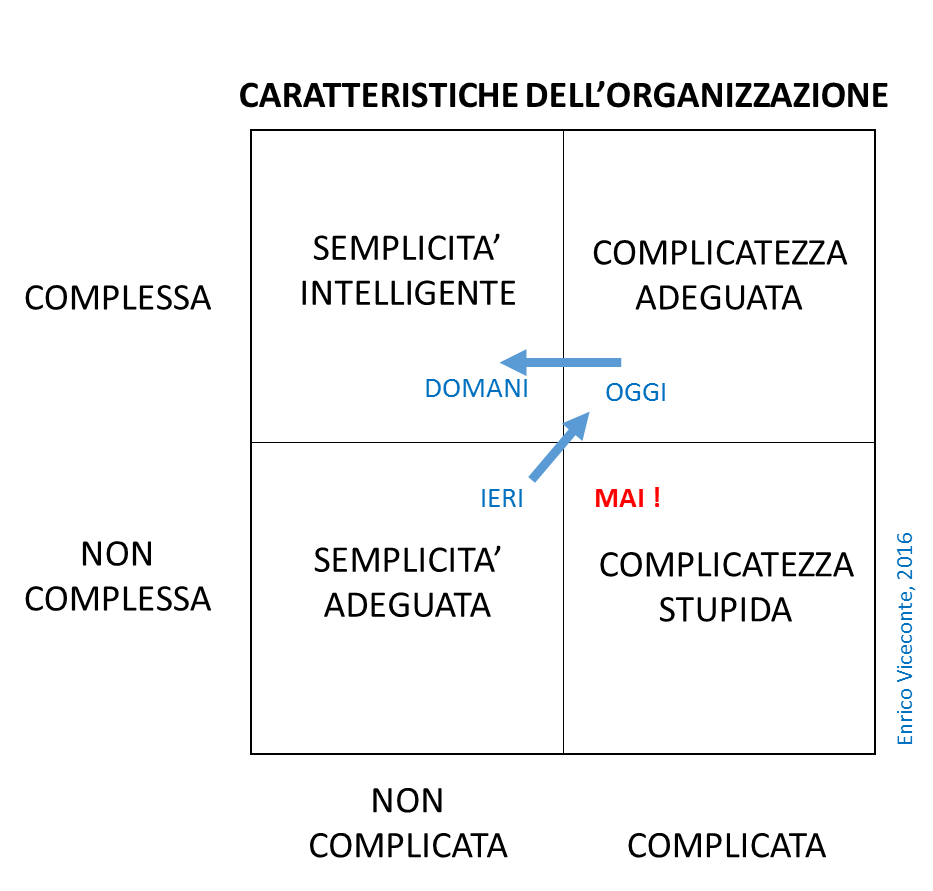 CARATTERISTICHE DELL'ORGANIZZAZIONE
SEMPLICITA'
INTELLIGENTE
COMPLICATEZZA
ADEGUATA
COMPLESSA
DOMANI
OGGI
IERI
MAI !
NON
COMPLESSA
SEMPLICITA'
ADEGUATA
COMPLICATEZZA
STUPIDA
Enrico Viceconte, 2016
NON
COMPLICATA
COMPLICATA